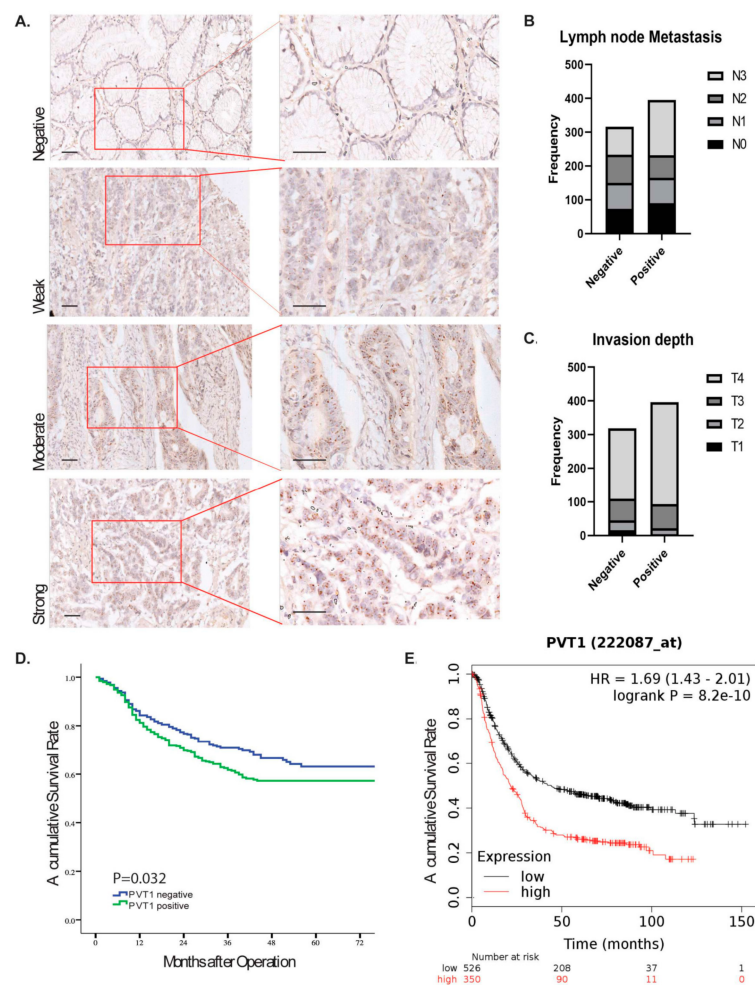 A.
Negative
Weak
Moderate
Strong
B.
Lymph node Metastasis
Frequency
500
400
300
200
100
0
Negative
Positive
N3
N2
N1
N0
C.
Invasion depth
Frequency
500
400
300
200
100
0
Negative
Positive
T4
T3
T2
T1
D.
A cumulative Survival Rate
1.0
0.8
0.6
0.4
0.2
0.0
P=0.032
PVT1 negative
PVT1 positive
0 12 24 36 48 60 72
Months after Operation
E.
PVT1 (222087_at)
HR = 1.69 (1.43 - 2.01)
logrank P = 8.2e-10
A cumulative Survival Rate
1.0
0.8
0.6
0.4
0.2
0.0
Expression
low
high
0 50 100 150
Time (months)
Number at risk
low 526 208 37 1
high 350 90 11 0